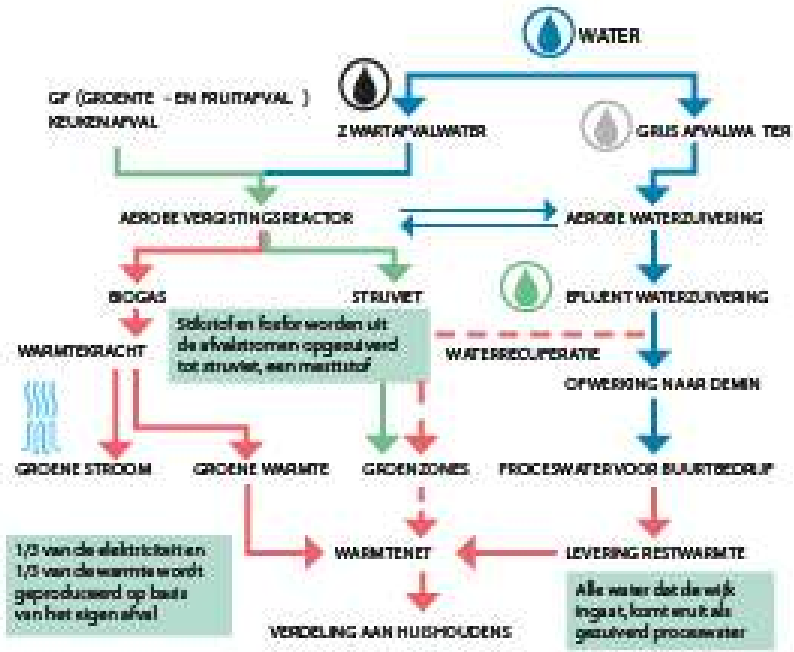 WATER
GF (GROENTE - EN FRUITAFVAL )
KEUKENAFVAL
ZWARTAFVALWATER
GRIJS AFVALWA TER
AEROBE VERGISTINGSREACTOR
AEROBE WATERZUIVERING
BIOGAS
STRUVIET
EFLUENT WATERZUIVERING
Stikstof en fosfor worden uit
de afvalstromen opgezuiverd
tot struviet, een meststof
WARMTEKRACHT
WATERRECUPERATIE
OPWERKING NAAR DEMIN
GROENE STROOM
GROENE WARMTE
GROENZONES
PROCESWATER VOOR BUURTBEDRIJF
WARMTENET
LEVERING RESTWARMTE
1/3 van de elektriciteit en
1/3 van de warmte wordt
geproduceerd op basis
van het eigen afval
Alle water dat de wijk
ingaat, komt eruit als
gezuiverd proceswater
VERDELING AAN HUISHOUDENS